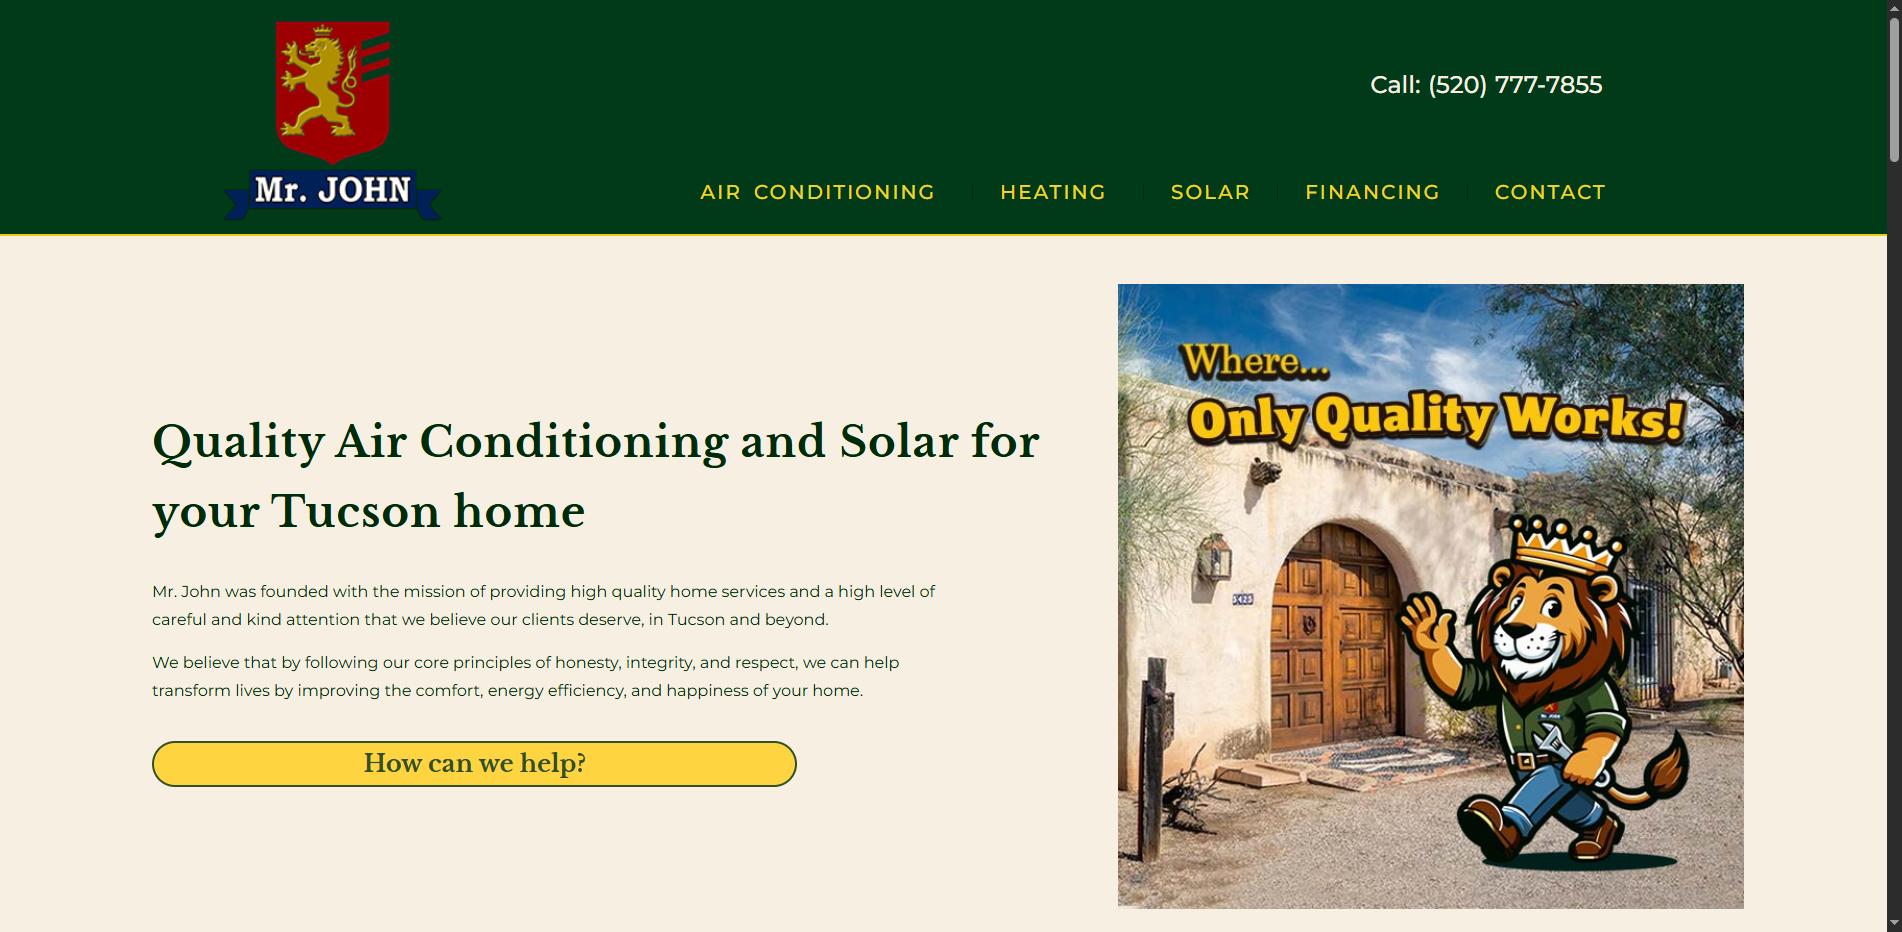 Mr. JOHN
Call: (520) 777-7855
AIR CONDITIONING
HEATING
SOLAR
FINANCING
CONTACT
Quality Air Conditioning and Solar for
your Tucson home
Mr. John was founded with the mission of providing high quality home services and a high level of
careful and kind attention that we believe our clients deserve, in Tucson and beyond.
We believe that by following our core principles of honesty, integrity, and respect, we can help
transform lives by improving the comfort, energy efficiency, and happiness of your home.
How can we help?
Where...
Only Quality Works!
3425
Mr. JOHN